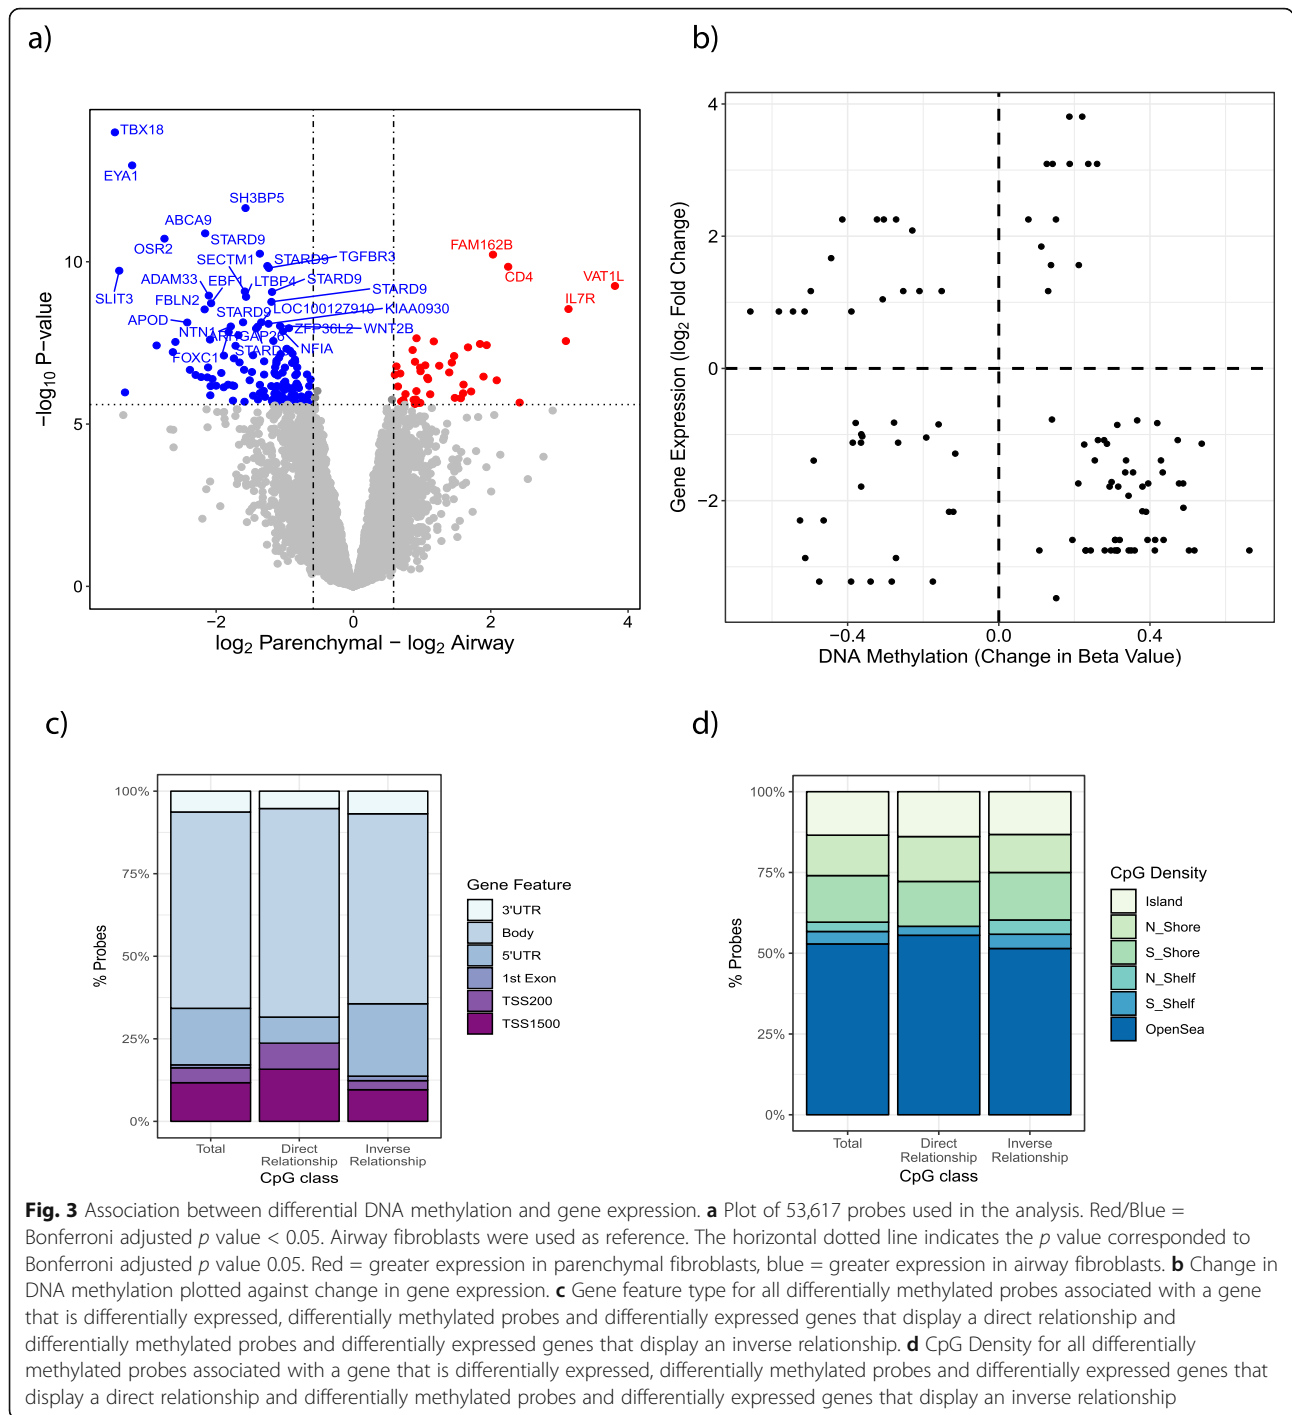 a)
TBX18
EYA1
SH3BP5
ABCA9
OSR2
STARD9
SECTM1
STARD9
TGFBR3
ADAM33
EBF1
LTBP4
STARD9
SLIT3
FBLN2
STARD9
APOD
STARD9
LOC100127910
KIAA0930
NTN1
ARHGAP26
ZFP36L2
WNT2B
FOXC1
STARD9
NFIA
FAM162B
CD4
VAT1L
IL7R
10
5
0
−log10 P−value
−2
0
2
4
log2 Parenchymal − log2 Airway
b)
4
2
0
−2
Gene Expression (log2 Fold Change)
−0.4
0.0
0.4
DNA Methylation (Change in Beta Value)
c)
100%
75%
50%
25%
0%
% Probes
Total
Direct Relationship
Inverse Relationship
CpG class
Gene Feature
3'UTR
Body
5'UTR
1st Exon
TSS200
TSS1500
d)
100%
75%
50%
25%
0%
% Probes
Total
Direct Relationship
Inverse Relationship
CpG class
CpG Density
Island
N_Shore
S_Shore
N_Shelf
S_Shelf
OpenSea
Fig. 3 Association between differential DNA methylation and gene expression. a Plot of 53,617 probes used in the analysis. Red/Blue =
Bonferroni adjusted p value < 0.05. Airway fibroblasts were used as reference. The horizontal dotted line indicates the p value corresponded to
Bonferroni adjusted p value 0.05. Red = greater expression in parenchymal fibroblasts, blue = greater expression in airway fibroblasts. b Change in
DNA methylation plotted against change in gene expression. c Gene feature type for all differentially methylated probes associated with a gene
that is differentially expressed, differentially methylated probes and differentially expressed genes that display a direct relationship and
differentially methylated probes and differentially expressed genes that display an inverse relationship. d CpG Density for all differentially
methylated probes associated with a gene that is differentially expressed, differentially methylated probes and differentially expressed genes that
display a direct relationship and differentially methylated probes and differentially expressed genes that display an inverse relationship